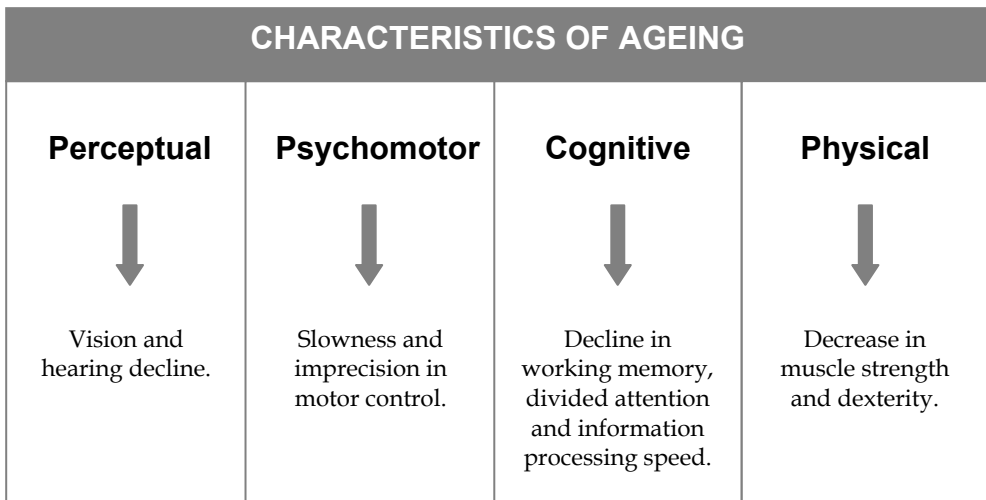 CHARACTERISTICS OF AGEING
Perceptual
Vision and
hearing decline.
Psychomotor
Slowness and
imprecision in
motor control.
Cognitive
Decline in
working memory,
divided attention
and information
processing speed.
Physical
Decrease in
muscle strength
and dexterity.